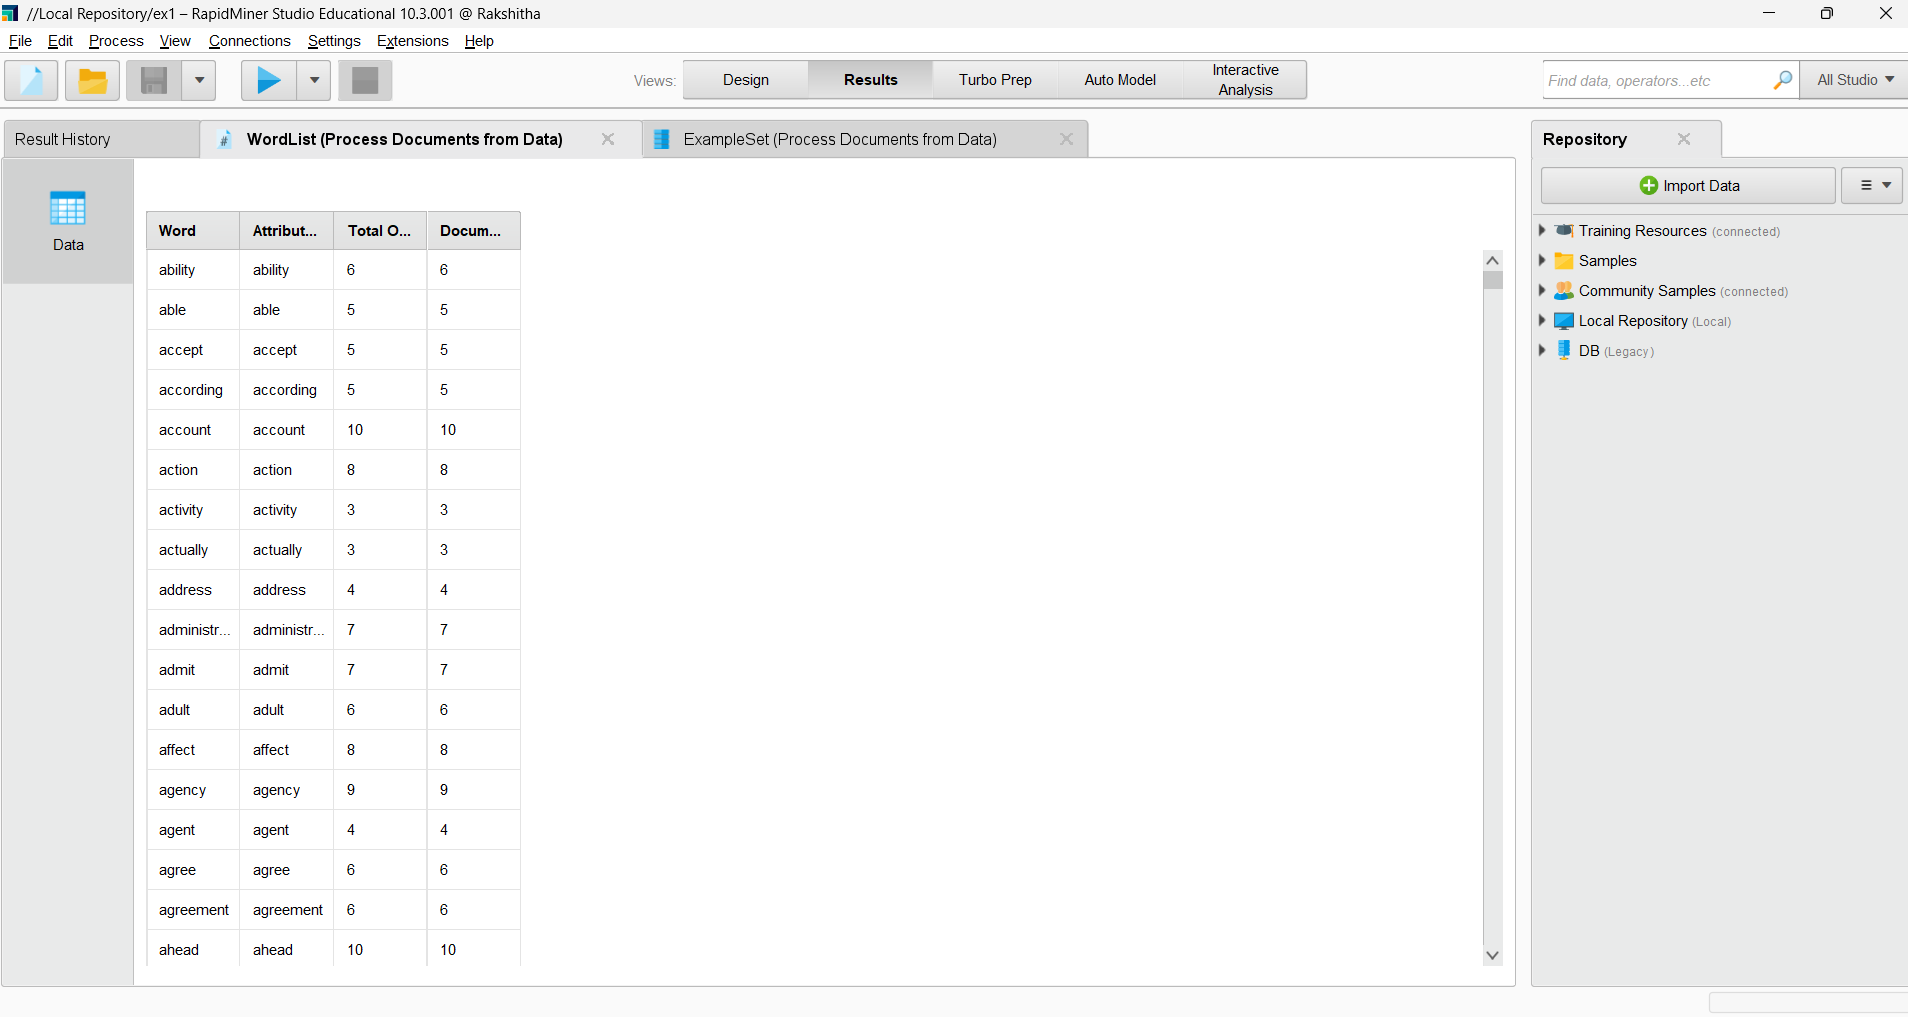 //Local Repository/ex1 – RapidMiner Studio Educational 10.3.001 @ Rakshitha
File Edit Process View Connections Settings Extensions Help
Views: Design Results Turbo Prep Auto Model Interactive Analysis
Find data, operators...etc All Studio
Result History # WordList (Process Documents from Data) ExampleSet (Process Documents from Data)
Data
Word Attribut... Total O... Docum...
ability ability 6 6
able able 5 5
accept accept 5 5
according according 5 5
account account 10 10
action action 8 8
activity activity 3 3
actually actually 3 3
address address 4 4
administr... administr... 7 7
admit admit 7 7
adult adult 6 6
affect affect 8 8
agency agency 9 9
agent agent 4 4
agree agree 6 6
agreement agreement 6 6
ahead ahead 10 10
Repository
Import Data
Training Resources (connected)
Samples
Community Samples (connected)
Local Repository (Local)
DB (Legacy)